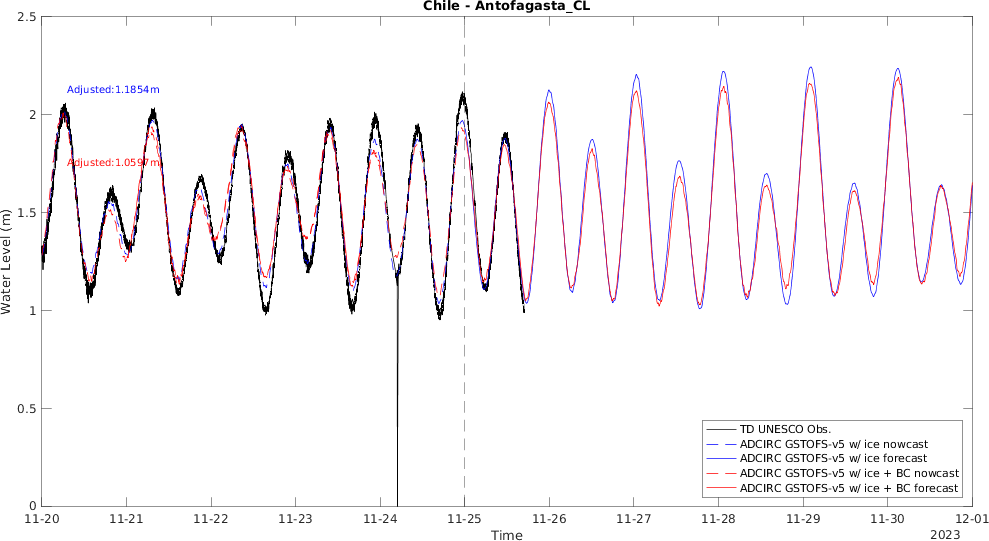 Chile - Antofagasta_CL
2.5
2
1.5
1
0.5
0
Water Level (m)
Adjusted:1.1854m
Adjusted:1.0597m
TD UNESCO Obs.
ADCIRC GSTOFS-v5 w/ ice nowcast
ADCIRC GSTOFS-v5 w/ ice forecast
ADCIRC GSTOFS-v5 w/ ice + BC nowcast
ADCIRC GSTOFS-v5 w/ ice + BC forecast
11-20 11-21 11-22 11-23 11-24 11-25 11-26 11-27 11-28 11-29 11-30 12-01
Time
2023